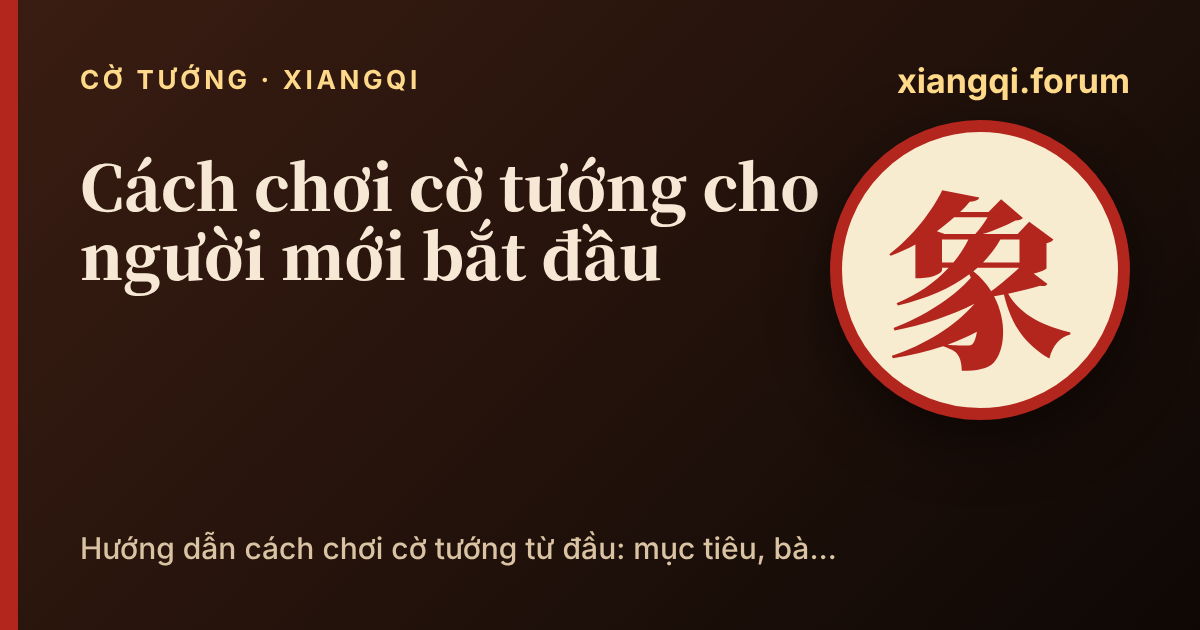 CỜ TƯỚNG · XIANGQI
xiangqi.forum
Cách chơi cờ tướng cho
người mới bắt đầu
象
Hướng dẫn cách chơi cờ tướng từ đầu: mục tiêu, bà...